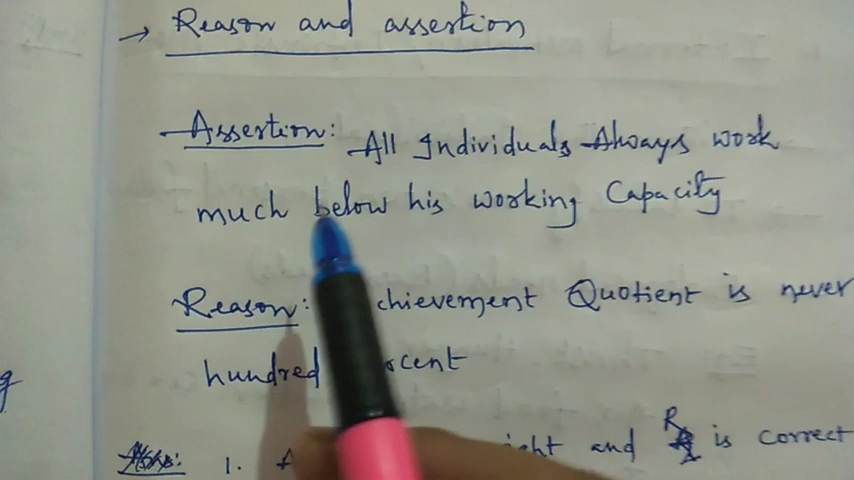 → Reason and assertion
Assertion: All Individuals Always work
much below his working Capacity
Reason: chievement Quotient is never
hundred cent
1. A ight and R is correct
g